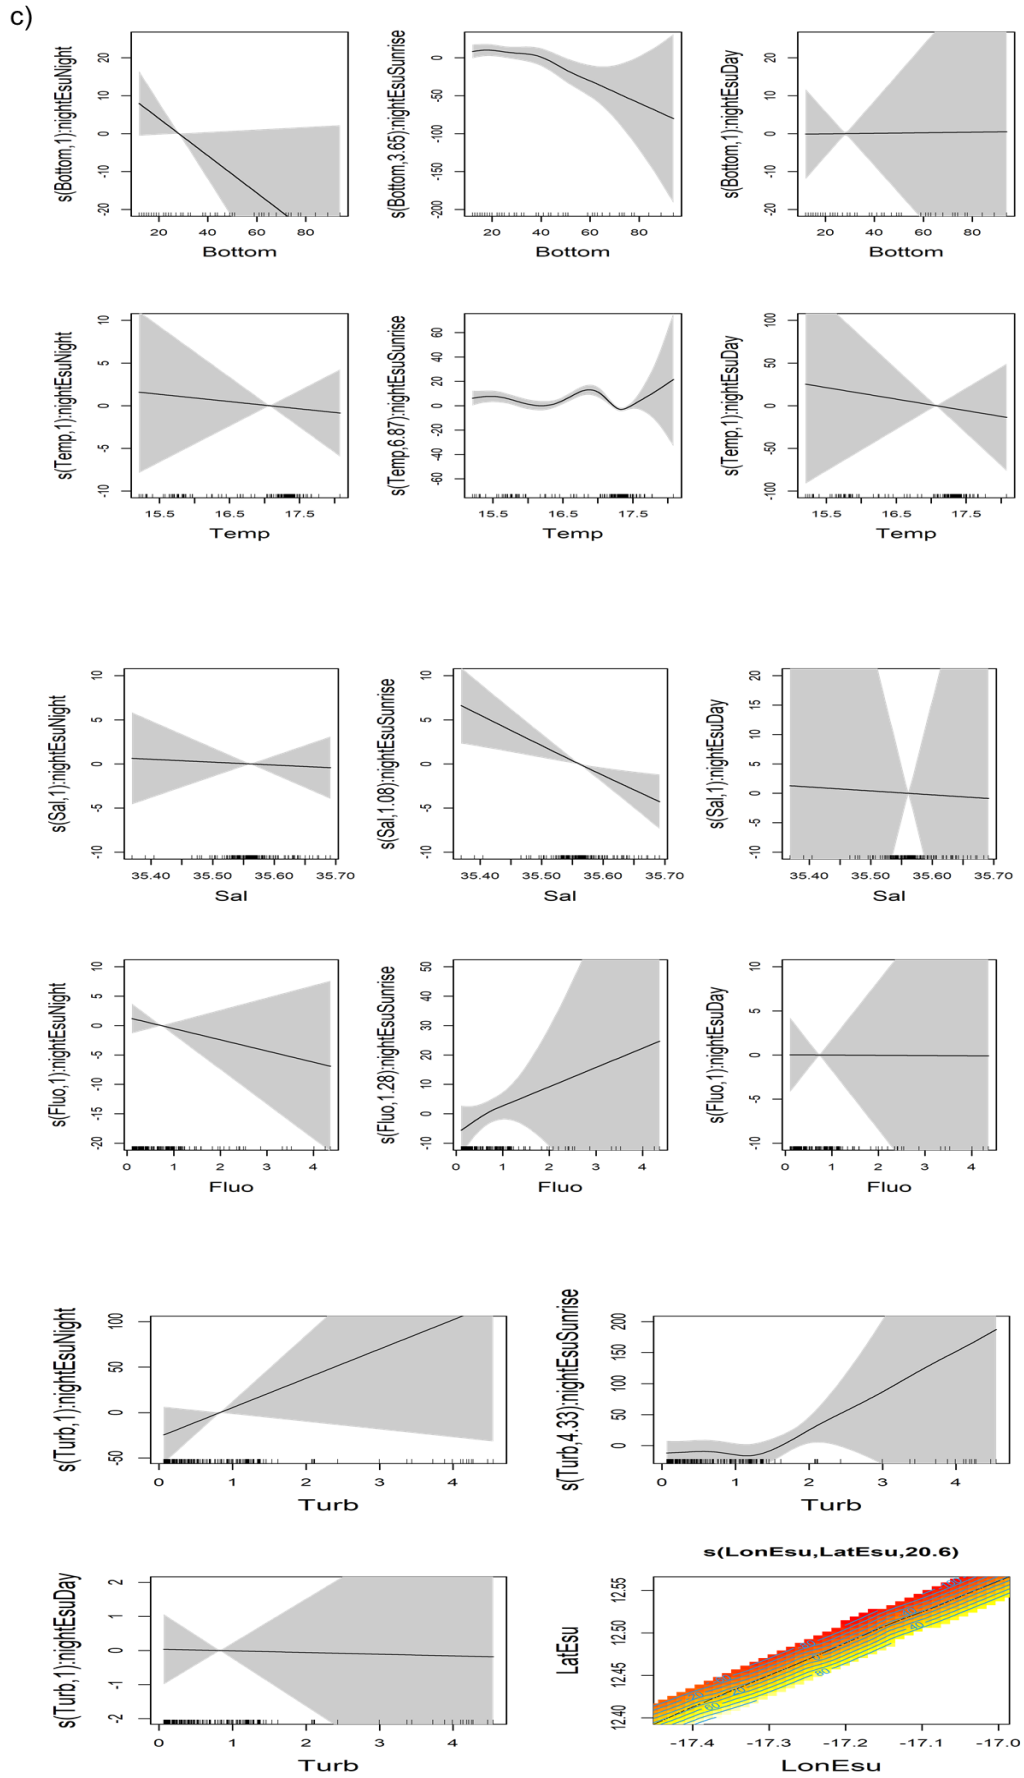 c)
s(Bottom,1):nightEsuNight
20
10
0
-10
-20
20 40 60 80
Bottom
s(Bottom,3.65):nightEsuSunrise
0
-50
-100
-150
-200
20 40 60 80
Bottom
s(Bottom,1):nightEsuDay
20
10
0
-10
-20
20 40 60 80
Bottom
s(Temp,1):nightEsuNight
10
5
0
-5
-10
15.5 16.5 17.5
Temp
s(Temp,6.87):nightEsuSunrise
60
40
20
0
-20
-60
15.5 16.5 17.5
Temp
s(Temp,1):nightEsuDay
100
50
0
-50
-100
15.5 16.5 17.5
Temp
s(Sal,1):nightEsuNight
10
5
0
-5
-10
35.40 35.50 35.60 35.70
Sal
s(Sal,1.08):nightEsuSunrise
10
5
0
-5
-10
35.40 35.50 35.60 35.70
Sal
s(Sal,1):nightEsuDay
20
15
10
5
0
-5
-10
35.40 35.50 35.60 35.70
Sal
s(Fluo,1):nightEsuNight
10
5
0
-5
-10
-15
-20
0 1 2 3 4
Fluo
s(Fluo,1.28):nightEsuSunrise
50
40
30
20
10
0
-10
0 1 2 3 4
Fluo
s(Fluo,1):nightEsuDay
10
5
0
-5
-10
0 1 2 3 4
Fluo
s(Turb,1):nightEsuNight
100
50
0
-50
0 1 2 3 4
Turb
s(Turb,4.33):nightEsuSunrise
200
150
100
50
0
0 1 2 3 4
Turb
s(Turb,1):nightEsuDay
2
1
0
-1
-2
0 1 2 3 4
Turb
s(LonEsu,LatEsu,20.6)
LatEsu
12.55
12.50
12.45
12.40
40
80
20
60
-17.4 -17.3 -17.2 -17.1 -17.0
LonEsu